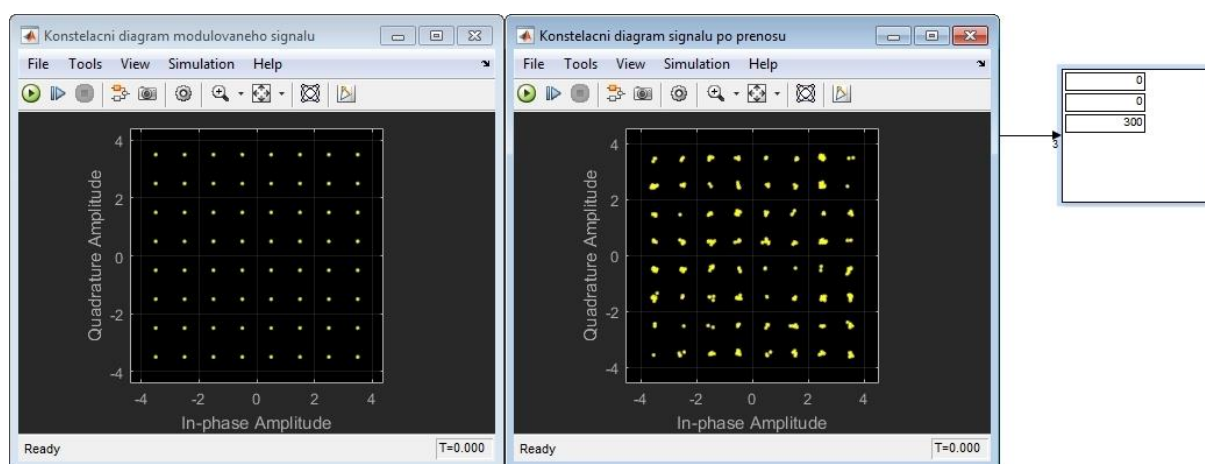 Konstelacni diagram modulovaneho signalu
File Tools View Simulation Help
4
2
0
-2
-4
Quadrature Amplitude
-4 -2 0 2 4
In-phase Amplitude
Ready T=0.000
Konstelacni diagram signalu po prenosu
File Tools View Simulation Help
4
2
0
-2
-4
Quadrature Amplitude
-4 -2 0 2 4
In-phase Amplitude
Ready T=0.000
3
0
0
300